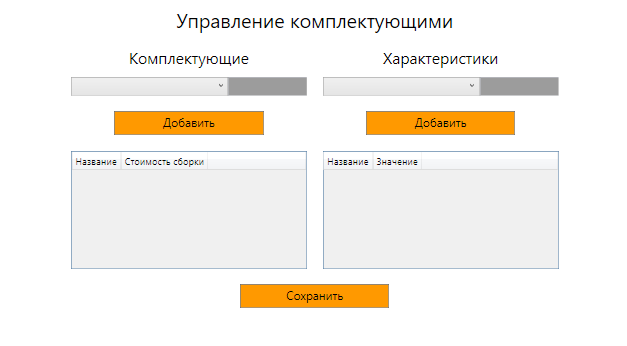 Управление комплектующими
Комплектующие Характеристики
Добавить Добавить
Название Стоимость сборки Название Значение
Сохранить